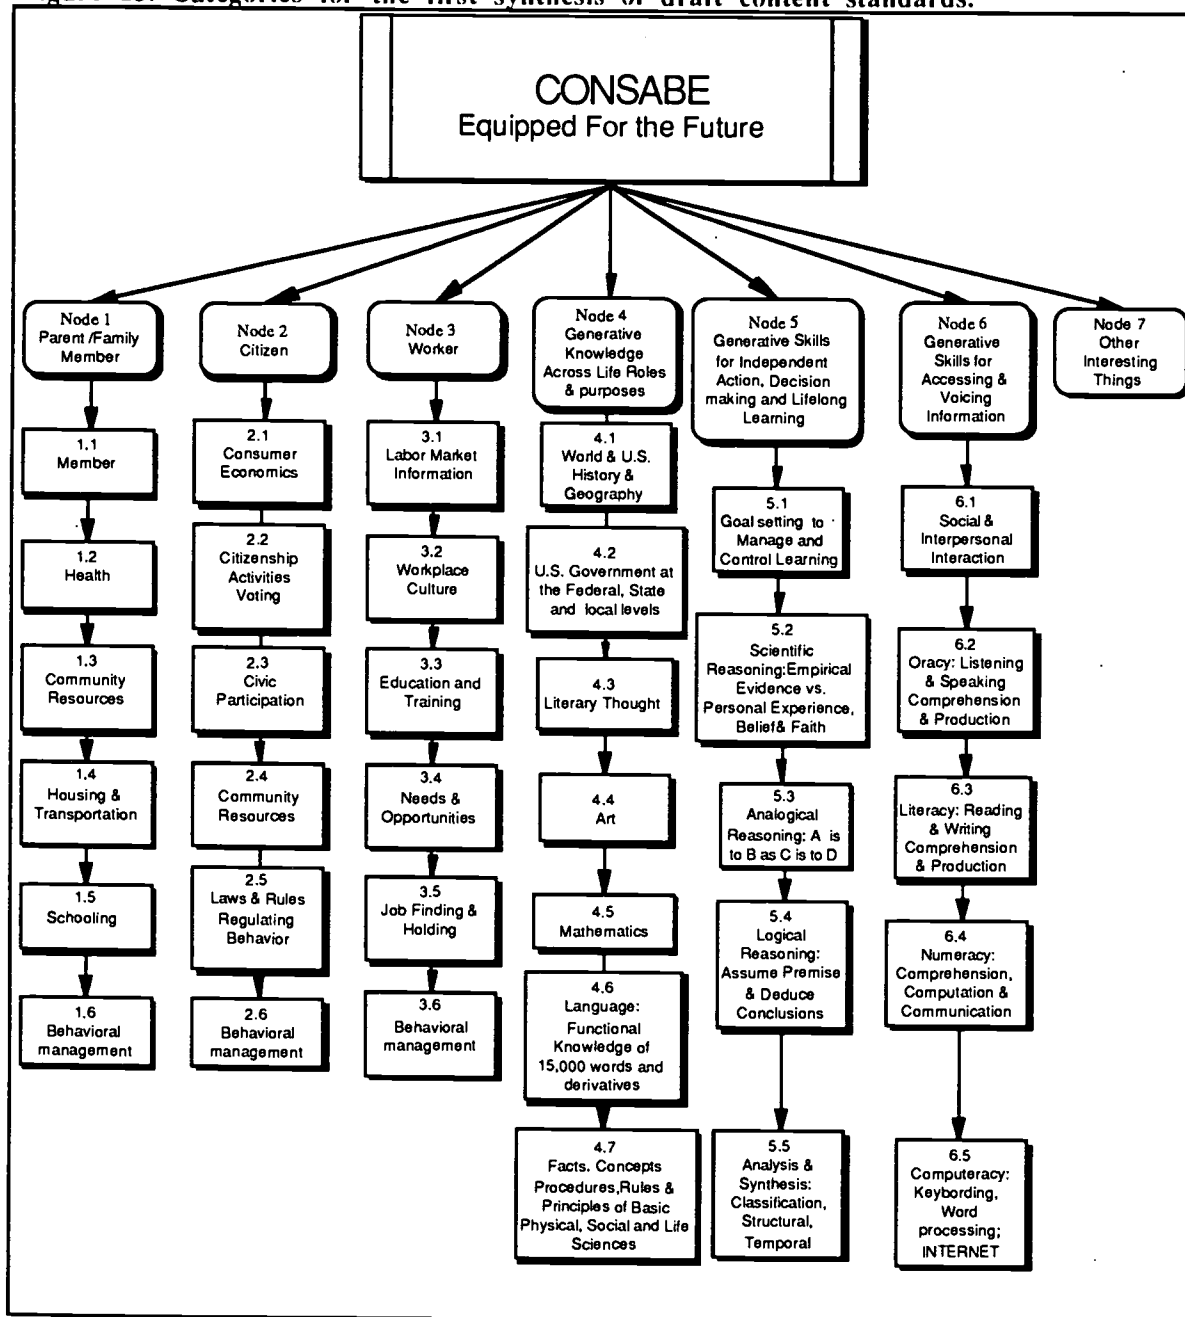 Categories for the first synthesis of draft content standards.
CONSABE
Equipped For the Future
Node 1
Parent /Family
Member
1.1
Member
1.2
Health
1.3
Community
Resources
1.4
Housing &
Transportation
1.5
Schooling
1.6
Behavioral
management
Node 2
Citizen
2.1
Consumer
Economics
2.2
Citizenship
Activities
Voting
2.3
Civic
Participation
2.4
Community
Resources
2.5
Laws & Rules
Regulating
Behavior
2.6
Behavioral
management
Node 3
Worker
3.1
Labor Market
Information
3.2
Workplace
Culture
3.3
Education and
Training
3.4
Needs &
Opportunities
3.5
Job Finding &
Holding
3.6
Behavioral
management
Node 4
Generative
Knowledge
Across Life Roles
& purposes
4.1
World & U.S.
History &
Geography
4.2
U.S. Government at
the Federal, State
and local levels
4.3
Literary Thought
4.4
Art
4.5
Mathematics
4.6
Language:
Functional
Knowledge of
15,000 words and
derivatives
4.7
Facts. Concepts
Procedures,Rules &
Principles of Basic
Physical, Social and Life
Sciences
Node 5
Generative Skills
for Independent
Action, Decision
making and Lifelong
Learning
5.1
Goal setting to
Manage and
Control Learning
5.2
Scientific
Reasoning:Empirical
Evidence vs.
Personal Experience,
Belief& Faith
5.3
Analogical
Reasoning: A is
to B as C is to D
5.4
Logical
Reasoning:
Assume Premise
& Deduce
Conclusions
5.5
Analysis &
Synthesis:
Classification,
Structural,
Temporal
Node 6
Generative
Skills for
Accessing &
Voicing
Information
6.1
Social &
Interpersonal
Interaction
6.2
Oracy: Listening
& Speaking
Comprehension
& Production
6.3
Literacy: Reading
& Writing
Comprehension
& Production
6.4
Numeracy:
Comprehension,
Computation &
Communication
6.5
Computeracy:
Keybording,
Word
processing;
INTERNET
Node 7
Other
Interesting
Things